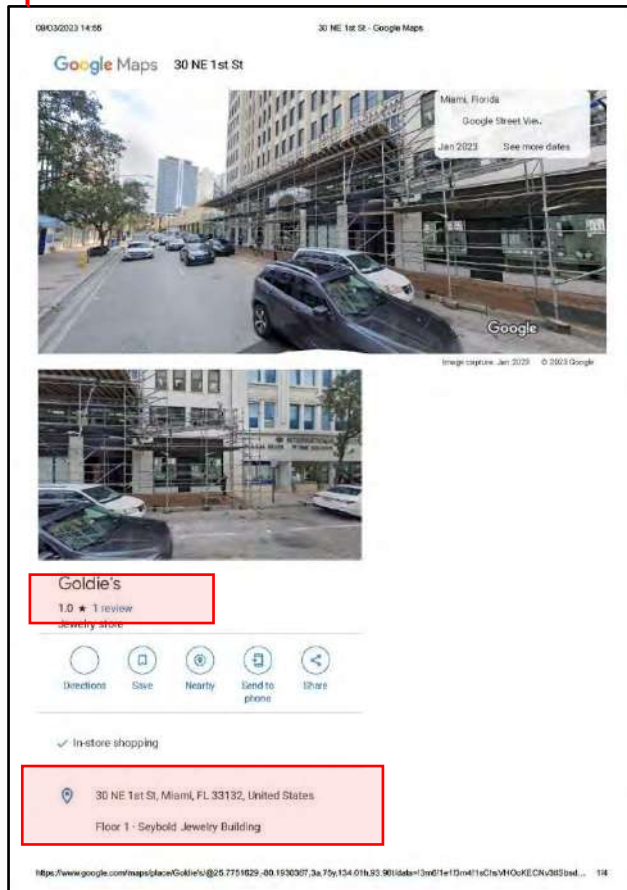 09/03/2023 14:55
30 NE 1st St - Google Maps
Google Maps 30 NE 1st St
Miami, Florida
Google Street View
Jan 2023 See more dates
Google
Image capture: Jan 2023 © 2023 Google
INTERNATIONAL
Goldie's
1.0 ★ 1 review
Jewelry store
Directions
Save
Nearby
Send to phone
Share
✓ In-store shopping
30 NE 1st St, Miami, FL 33132, United States
Floor 1 · Seybold Jewelry Building
1/4